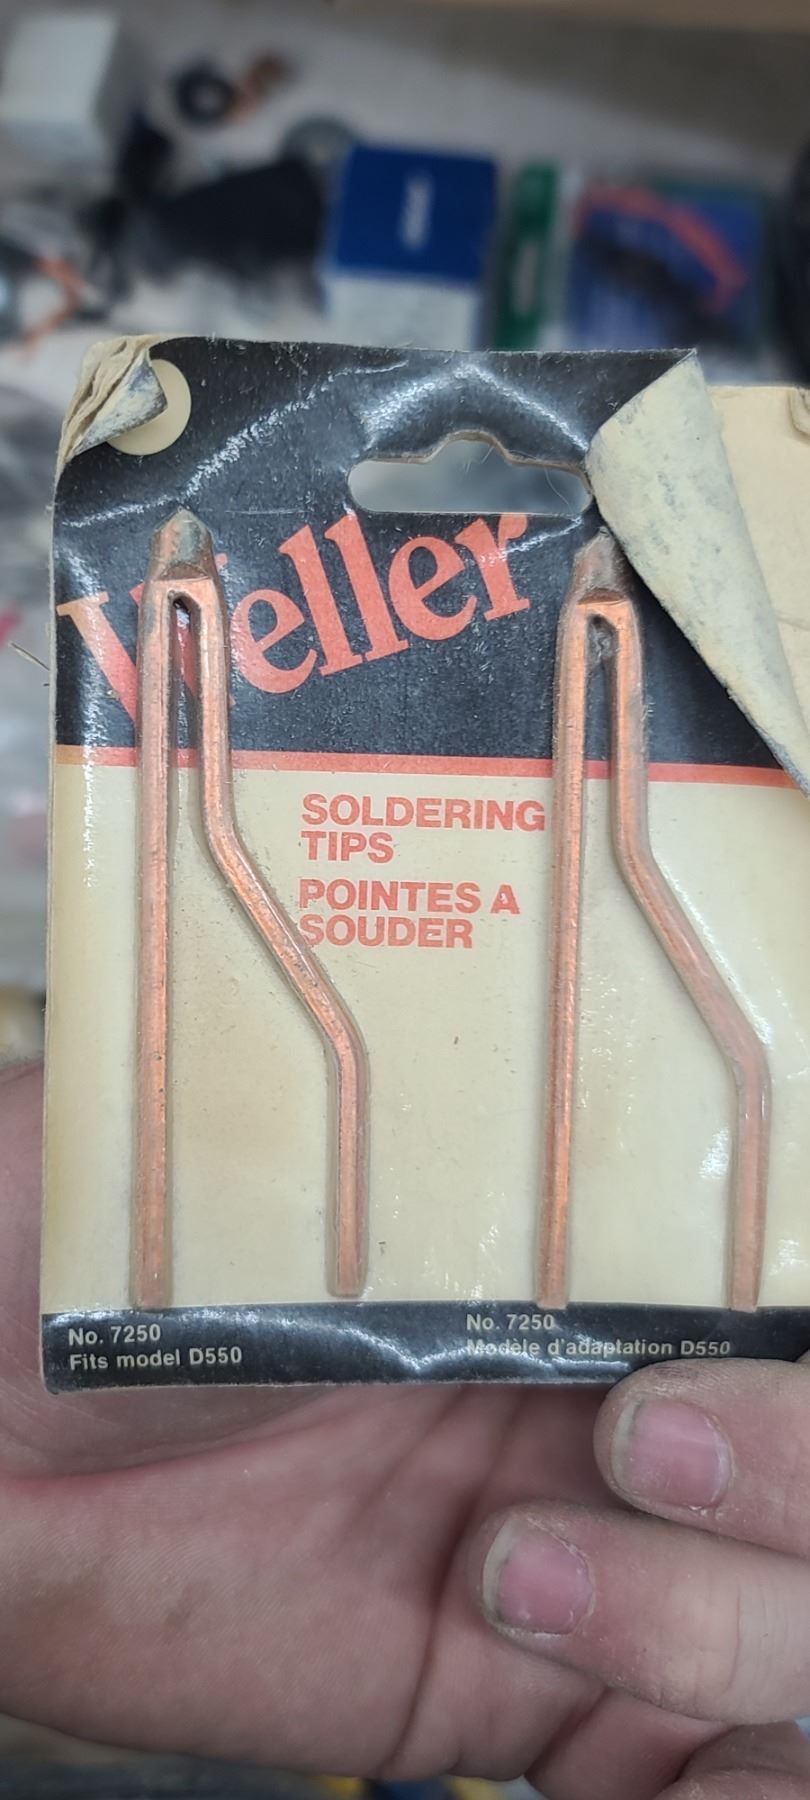 Weller
SOLDERING
TIPS
POINTES A
SOUDER
No. 7250
Fits model D550
No. 7250
Modèle d'adaptation D550